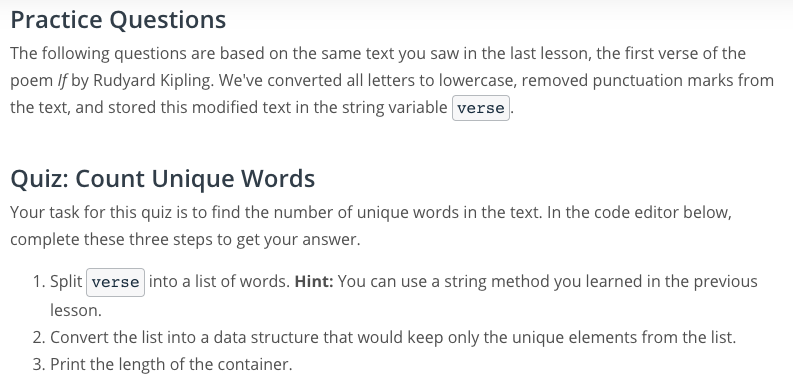 Practice Questions
The following questions are based on the same text you saw in the last lesson, the first verse of the
poem If by Rudyard Kipling. We've converted all letters to lowercase, removed punctuation marks from
the text, and stored this modified text in the string variable verse.
Quiz: Count Unique Words
Your task for this quiz is to find the number of unique words in the text. In the code editor below,
complete these three steps to get your answer.
1. Split verse into a list of words. Hint: You can use a string method you learned in the previous
lesson.
2. Convert the list into a data structure that would keep only the unique elements from the list.
3. Print the length of the container.